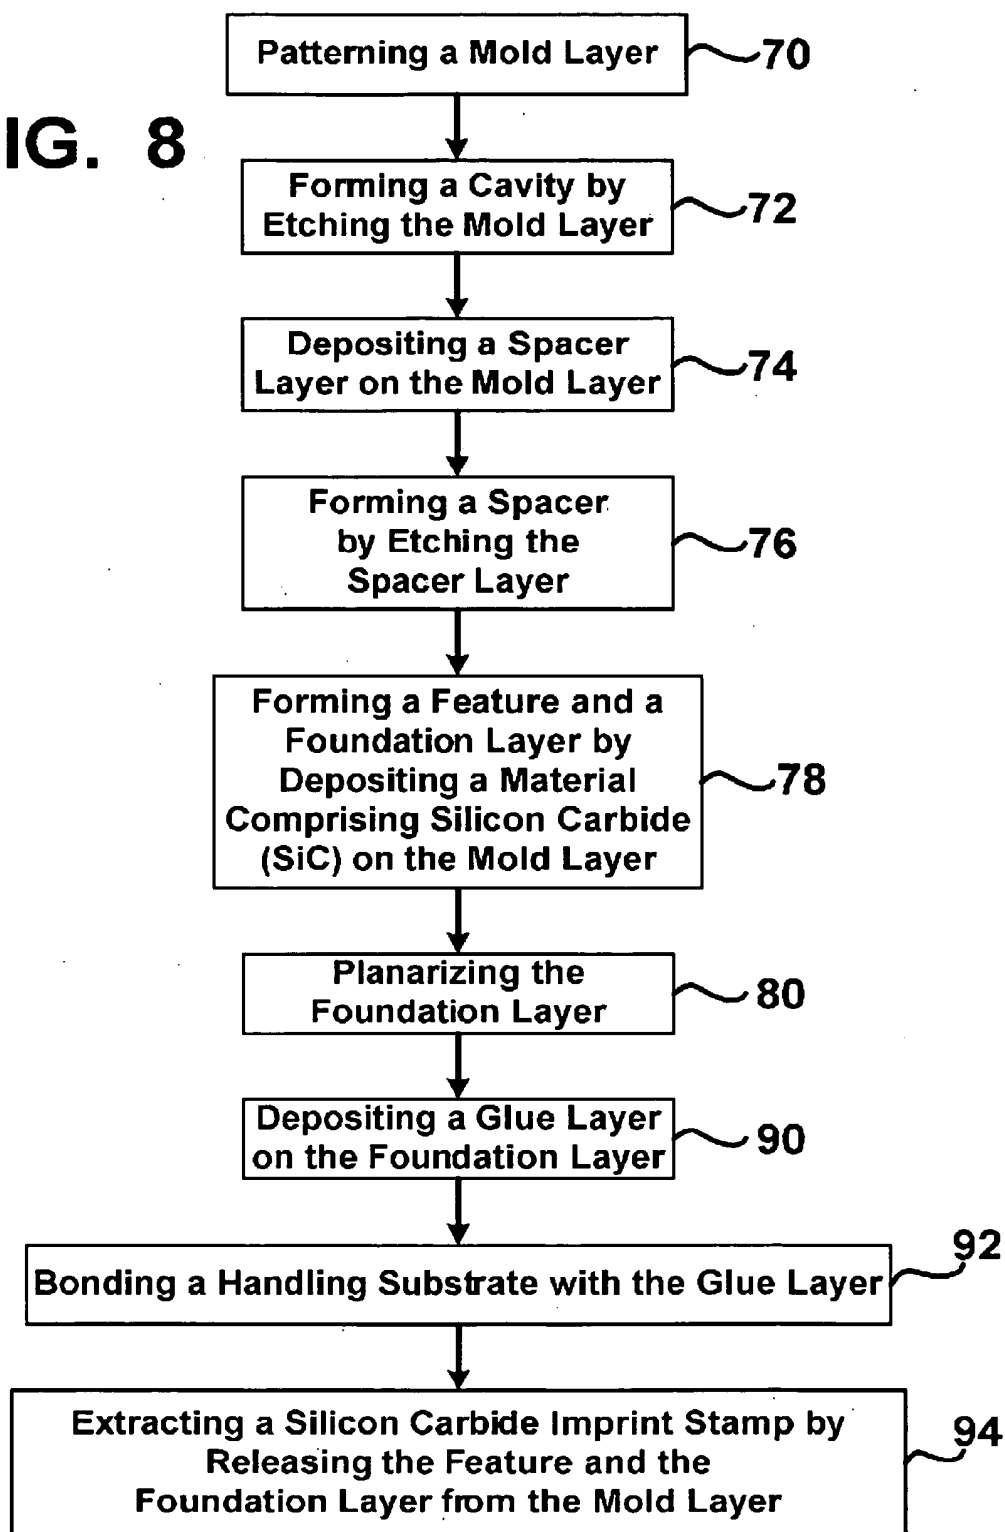 Patterning a Mold Layer
70
IG. 8
Forming a Cavity by
Etching the Mold Layer
72
Depositing a Spacer
Layer on the Mold Layer
74
Forming a Spacer
by Etching the
Spacer Layer
76
Forming a Feature and a
Foundation Layer by
Depositing a Material
Comprising Silicon Carbide
(SiC) on the Mold Layer
78
Planarizing the
Foundation Layer
80
Depositing a Glue Layer
on the Foundation Layer
90
Bonding a Handling Substrate with the Glue Layer
92
Extracting a Silicon Carbide Imprint Stamp by
Releasing the Feature and the
Foundation Layer from the Mold Layer
94